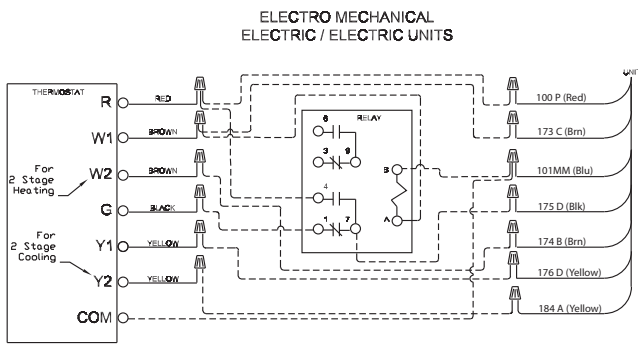 ELECTRO MECHANICAL
ELECTRIC / ELECTRIC UNITS
UNIT
THERMOSTAT
R
RED
100 P (Red)
6
RELAY
W1
BROWN
173 C (Brn)
3
9
For
2 Stage
Heating
W2
BROWN
B
101MM (Blu)
4
G
BLACK
175 D (Blk)
1
7
A
For
2 Stage
Cooling
Y1
YELLOW
174 B (Brn)
Y2
YELLOW
176 D (Yellow)
COM
184 A (Yellow)